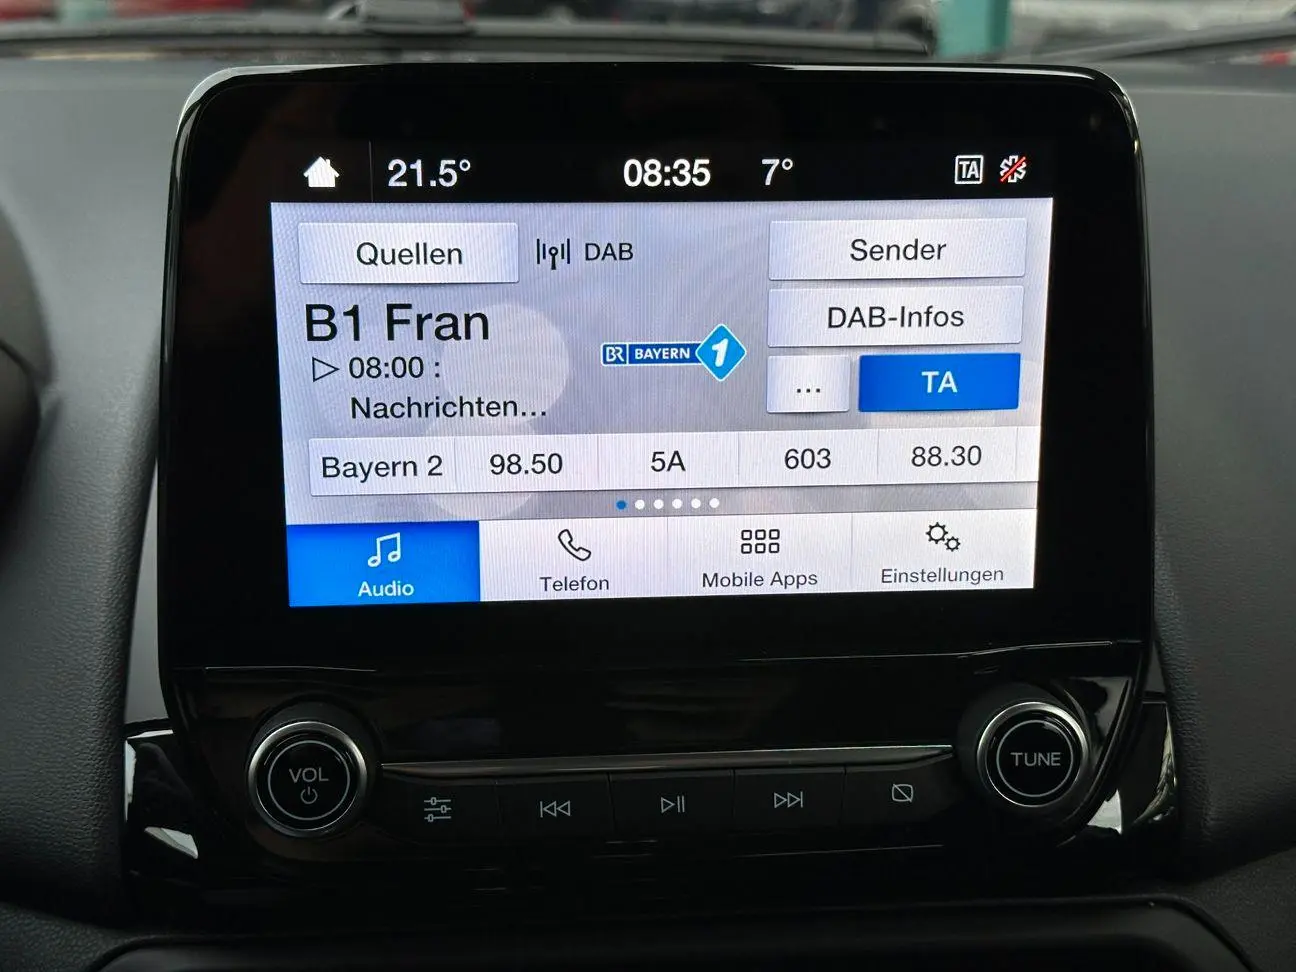 21.5° 08:35 7° TA
Quellen DAB Sender
B1 Fran
BR BAYERN 1
DAB-Infos
08:00 :
Nachrichten...
... TA
Bayern 2 98.50 5A 603 88.30
Audio Telefon Mobile Apps Einstellungen
VOL TUNE